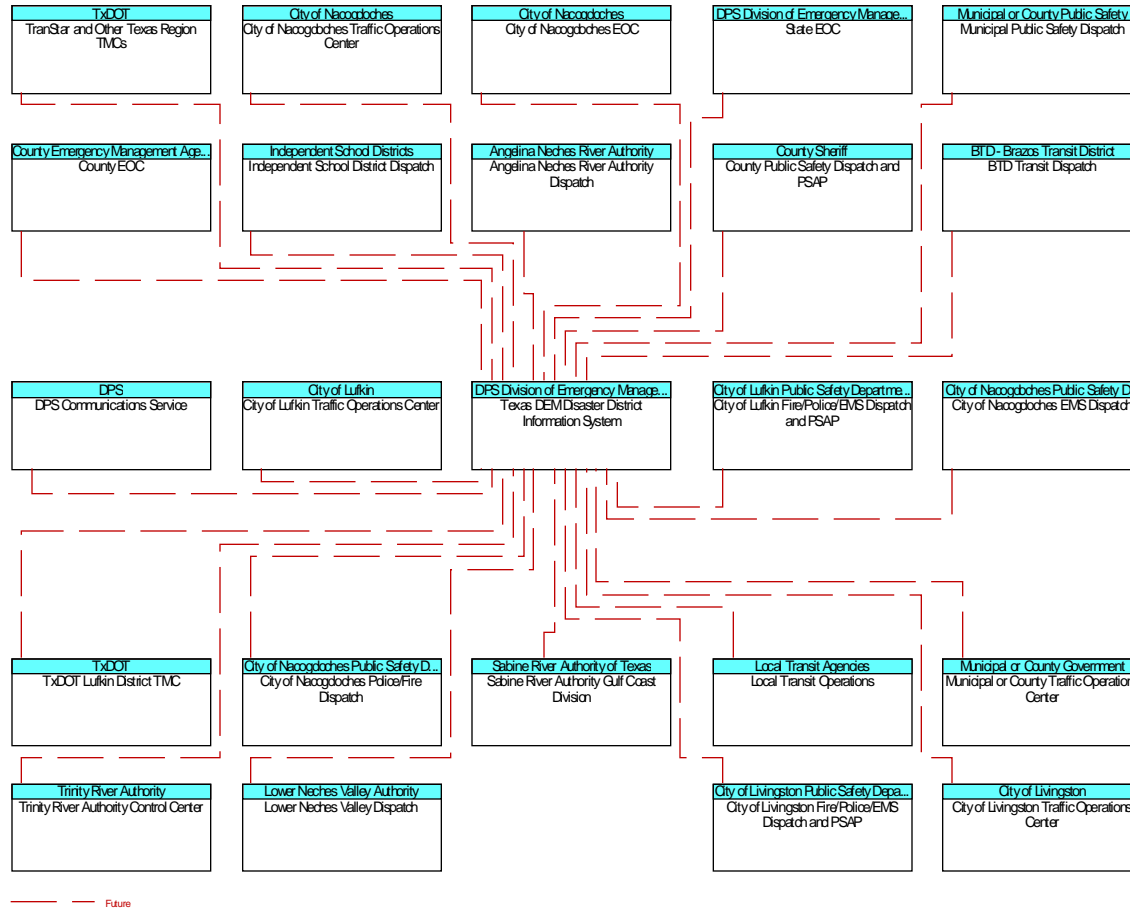 TxDOT
TranStar and Other Texas Region
TMCs
City of Nacogdoches
City of Nacogdoches Traffic Operations
Center
City of Nacogdoches
City of Nacogdoches EOC
DPS Division of Emergency Manage...
State EOC
Municipal or County Public Safety
Municipal Public Safety Dispatch
County Emergency Management Age...
County EOC
Independent School Districts
Independent School District Dispatch
Angelina Neches River Authority
Angelina Neches River Authority
Dispatch
County Sheriff
County Public Safety Dispatch and
PSAP
BTD - Brazos Transit District
BTD Transit Dispatch
DPS
DPS Communications Service
City of Lufkin
City of Lufkin Traffic Operations Center
DPS Division of Emergency Manage...
Texas DEM Disaster District
Information System
City of Lufkin Public Safety Departme...
City of Lufkin Fire/Police/EMS Dispatch
and PSAP
City of Nacogdoches Public Safety D
City of Nacogdoches EMS Dispatch
TxDOT
TxDOT Lufkin District TMC
City of Nacogdoches Public Safety D...
City of Nacogdoches Police/Fire
Dispatch
Sabine River Authority of Texas
Sabine River Authority Gulf Coast
Division
Local Transit Agencies
Local Transit Operations
Municipal or County Government
Municipal or County Traffic Operation
Center
Trinity River Authority
Trinity River Authority Control Center
Lower Neches Valley Authority
Lower Neches Valley Dispatch
City of Livingston Public Safety Depa...
City of Livingston Fire/Police/EMS
Dispatch and PSAP
City of Livingston
City of Livingston Traffic Operations
Center
Future